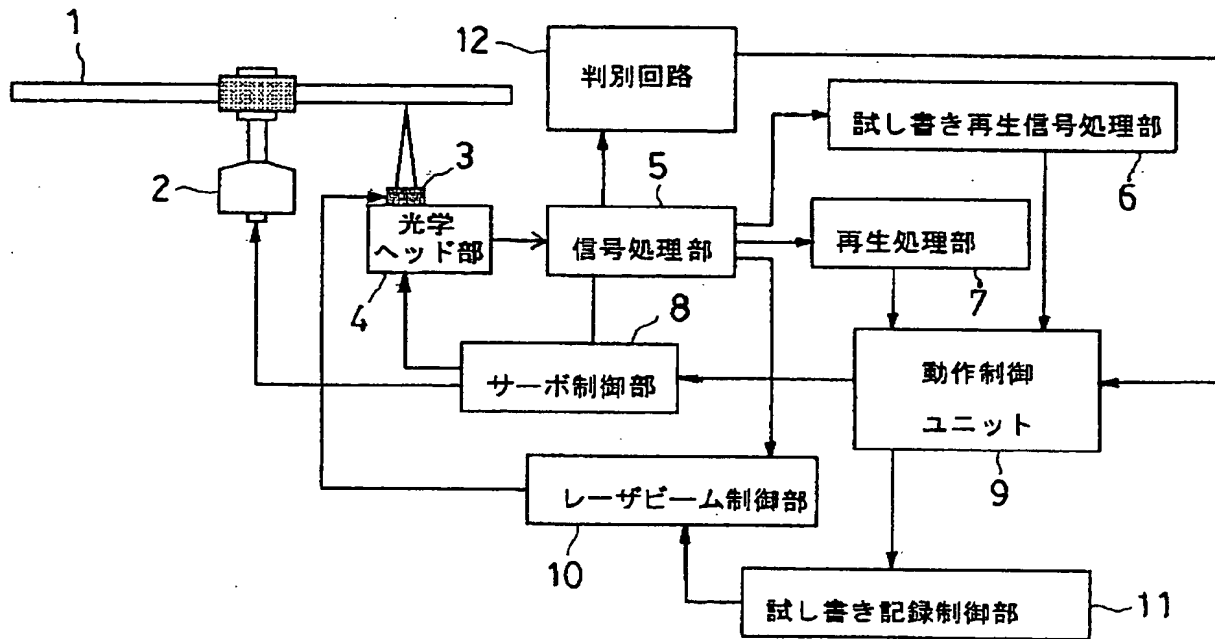 1
12
判別回路
試し書き再生信号処理部
6
2
3
光学
ヘッド部
4
5
信号処理部
再生処理部
7
8
サーボ制御部
動作制御
ユニット
9
レーザビーム制御部
10
試し書き記録制御部
11